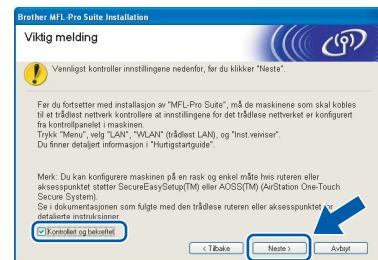 Brother MFL-Pro Suite Installation
Viktig melding
Vennligst kontroller innstillingene nedenfor, før du klikker "Neste".
Før du fortsetter med installasjon av "MFL-Pro Suite", må de maskinene som skal kobles
til et trådløst nettverk kontrollere at innstillingene for det trådløse nettverket er konfigurert
fra kontrollpanelet i maskinen.
Trykk "Menu", velg "LAN", "WLAN" (trådløst LAN), og "Inst.veiviser".
Du finner detaljert informasjon i "Hurtigstartguide".
Merk: Du kan konfigurere maskinen på en rask og enkel måte hvis ruteren eller
aksesspunktet støtter SecureEasySetup(TM) eller AOSS(TM) (AirStation One-Touch
Secure System).
Se i dokumentasjonen som fulgte med den trådløse ruteren eller aksesspunktet for
detaljerte instruksjoner.
Kontrollert og bekreftet
< Tilbake
Neste >
Avbryt